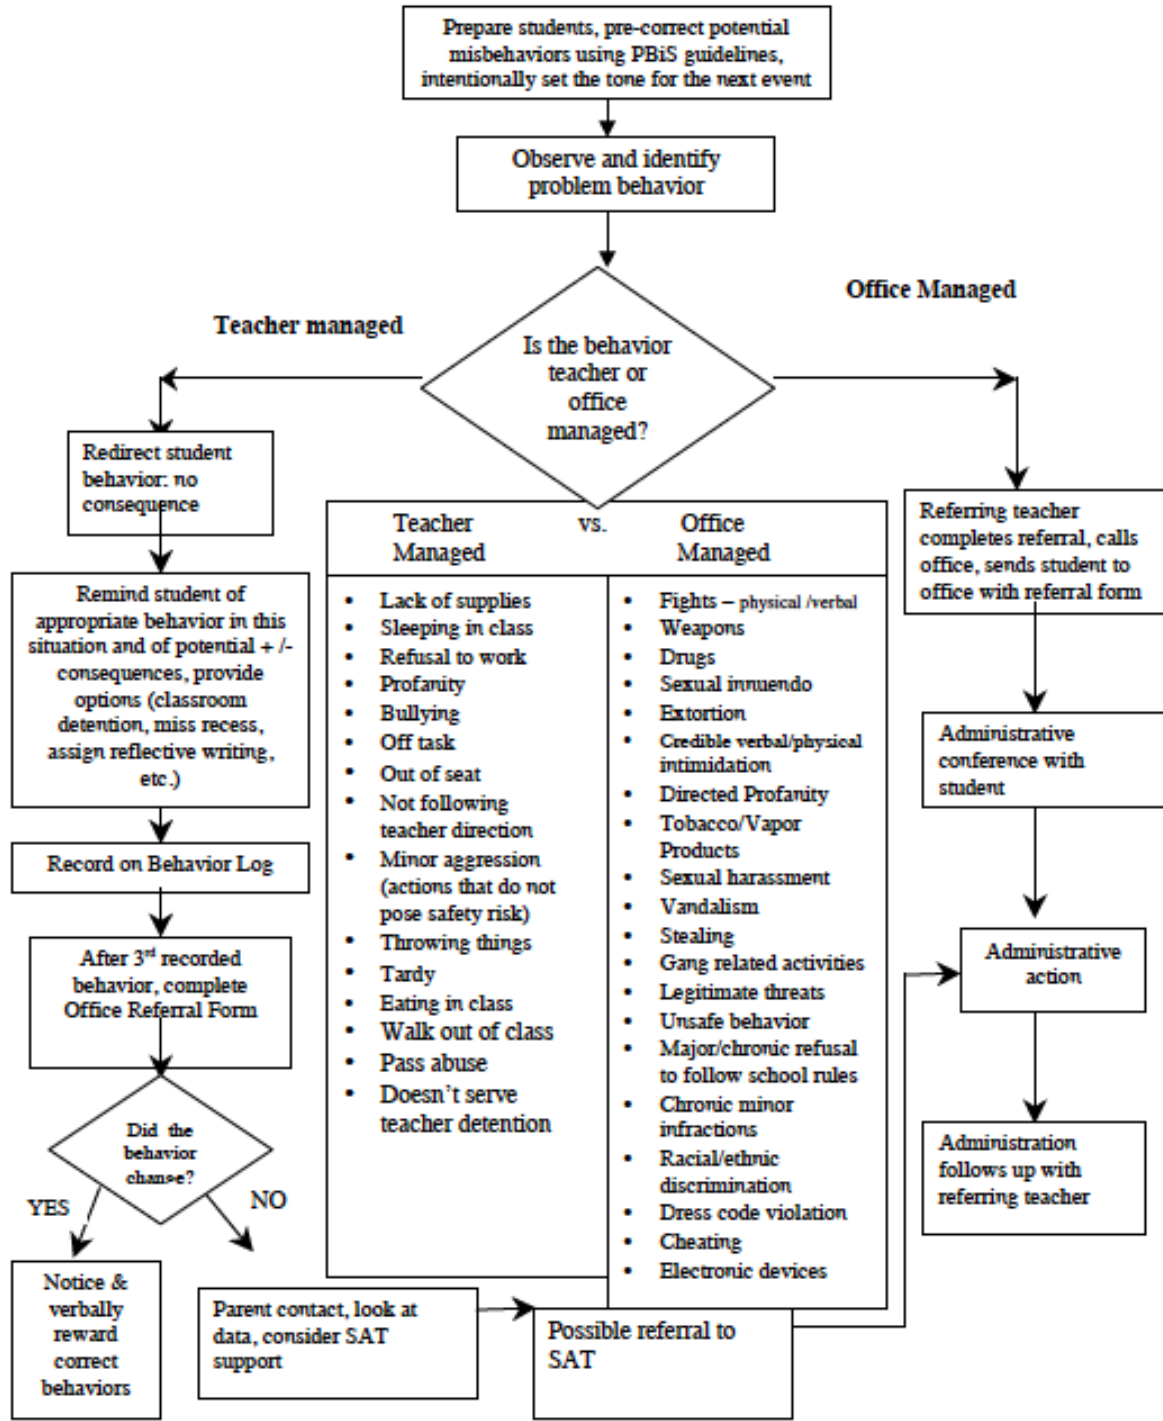 Prepare students, pre-correct potential
misbehaviors using PBiS guidelines,
intentionally set the tone for the next event
Observe and identify
problem behavior
Office Managed
Teacher managed
Is the behavior
teacher or
office
managed?
Redirect student
behavior: no
consequence
Remind student of
appropriate behavior in this
situation and of potential + /-
consequences, provide
options (classroom
detention, miss recess,
assign reflective writing,
etc.)
Record on Behavior Log
After 3rd recorded
behavior, complete
Office Referral Form
Did the
behavior
change?
YES
NO
Notice &
verbally
reward
correct
behaviors
Parent contact, look at
data, consider SAT
support
Possible referral to
SAT
Teacher vs. Office
Managed Managed
• Lack of supplies
• Sleeping in class
• Refusal to work
• Profanity
• Bullying
• Off task
• Out of seat
• Not following
teacher direction
• Minor aggression
(actions that do not
pose safety risk)
• Throwing things
• Tardy
• Eating in class
• Walk out of class
• Pass abuse
• Doesn't serve
teacher detention
• Fights – physical /verbal
• Weapons
• Drugs
• Sexual innuendo
• Extortion
• Credible verbal/physical
intimidation
• Directed Profanity
• Tobacco/Vapor
Products
• Sexual harassment
• Vandalism
• Stealing
• Gang related activities
• Legitimate threats
• Unsafe behavior
• Major/chronic refusal
to follow school rules
• Chronic minor
infractions
• Racial/ethnic
discrimination
• Dress code violation
• Cheating
• Electronic devices
Referring teacher
completes referral, calls
office, sends student to
office with referral form
Administrative
conference with
student
Administrative
action
Administration
follows up with
referring teacher